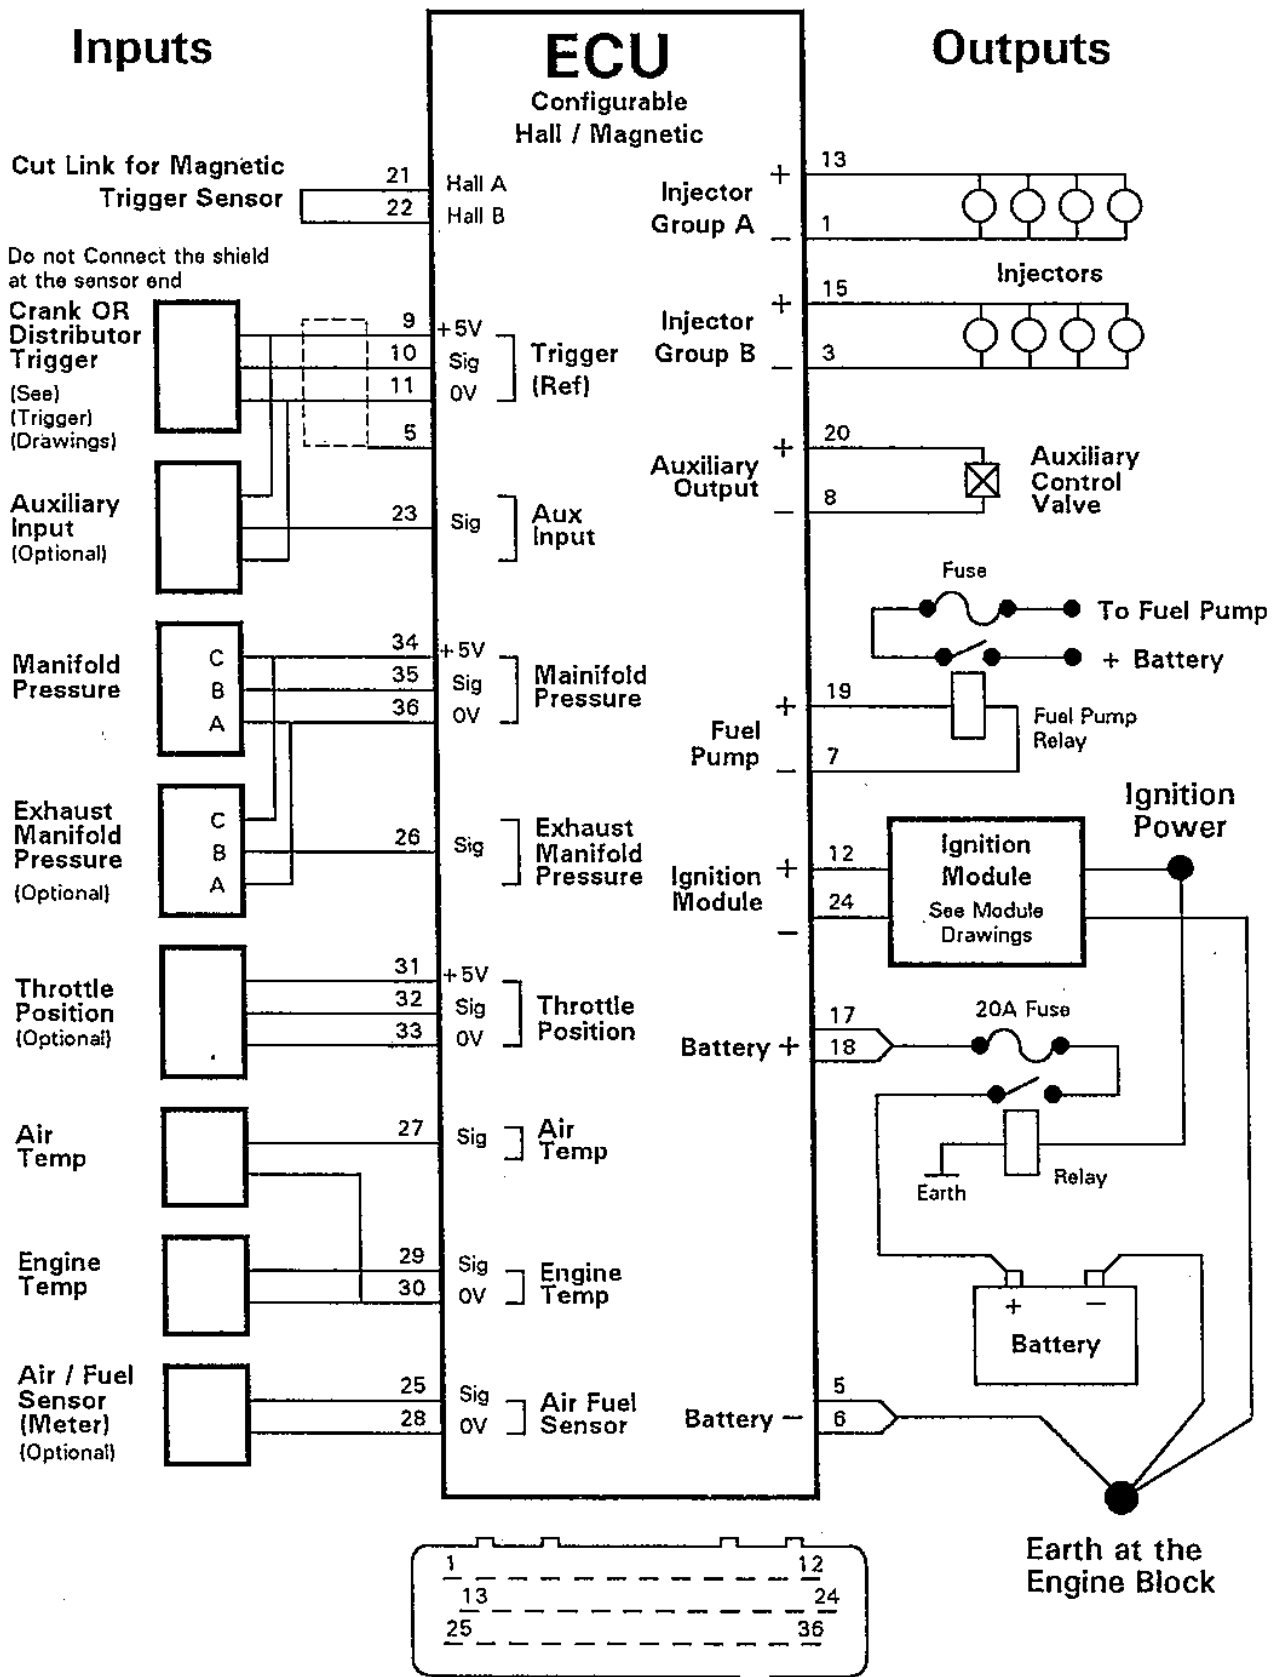 Inputs
ECU
Configurable
Hall / Magnetic
Outputs
Cut Link for Magnetic
Trigger Sensor
21
22
Hall A
Hall B
Do not Connect the shield
at the sensor end
Crank OR
Distributor
Trigger
(See)
(Trigger)
(Drawings)
9
10
11
5
+5V
Sig
0V
Trigger
(Ref)
Auxiliary
Input
(Optional)
23
Sig
Aux
Input
Manifold
Pressure
C
B
A
34
35
36
+5V
Sig
0V
Mainifold
Pressure
Exhaust
Manifold
Pressure
(Optional)
C
B
A
26
Sig
Exhaust
Manifold
Pressure
Throttle
Position
(Optional)
31
32
33
+5V
Sig
0V
Throttle
Position
Air
Temp
27
Sig
Air
Temp
Engine
Temp
29
30
Sig
0V
Engine
Temp
Air / Fuel
Sensor
(Meter)
(Optional)
25
28
Sig
0V
Air Fuel
Sensor
Injector
Group A
+
−
13
1
Injectors
Injector
Group B
+
−
15
3
Auxiliary
Output
+
−
20
8
Auxiliary
Control
Valve
Fuse
To Fuel Pump
+ Battery
Fuel
Pump
+
−
19
7
Fuel Pump
Relay
Ignition
Power
Ignition
Module
+
−
12
24
Ignition
Module
See Module
Drawings
Battery +
17
18
20A Fuse
Earth
Relay
+ −
Battery
Battery −
5
6
Earth at the
Engine Block
1 12
13 24
25 36